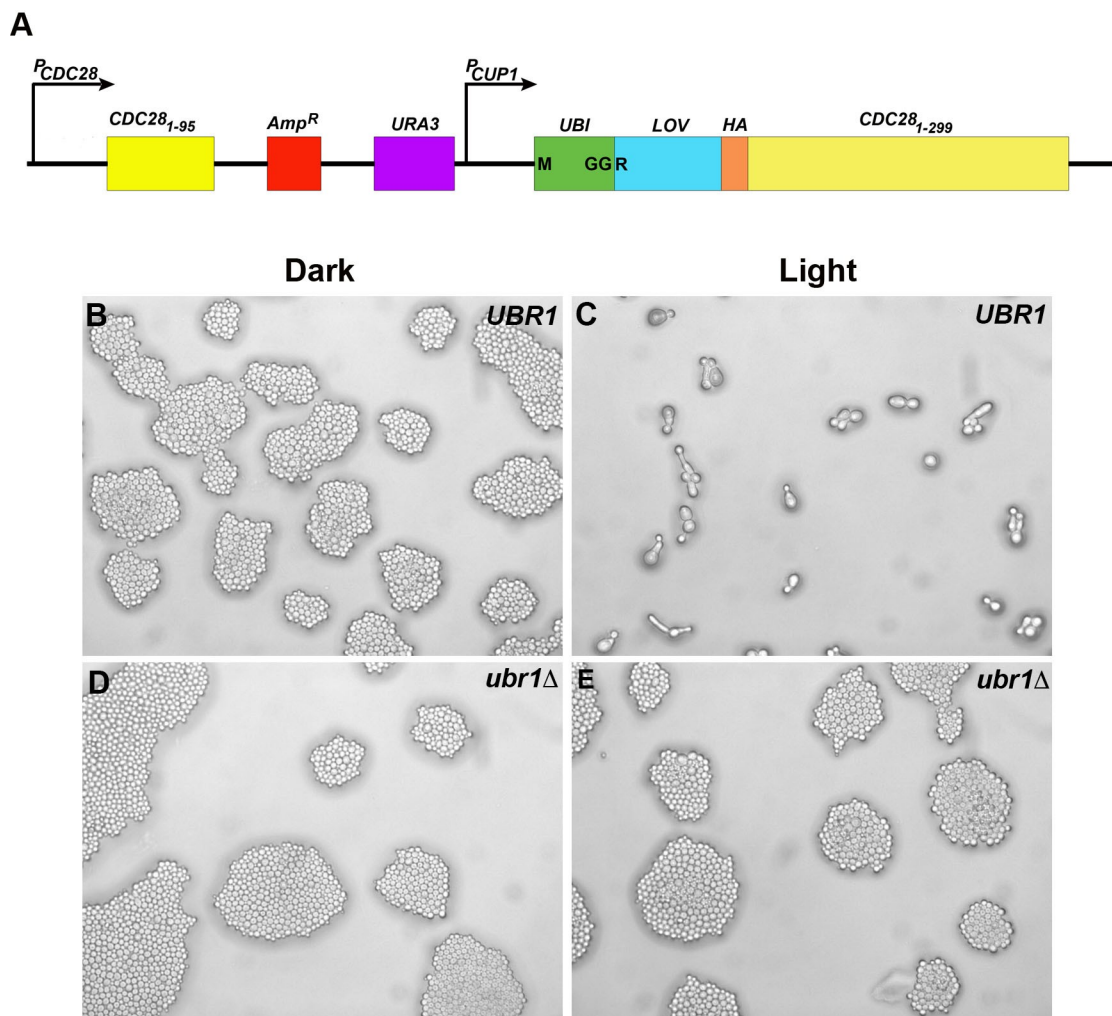 A
PCDC28
PCUP1
CDC281-95
AmpR
URA3
UBI
LOV
HA
CDC281-299
M
GG
R
Dark
Light
B
UBR1
C
UBR1
D
ubr1Δ
E
ubr1Δ